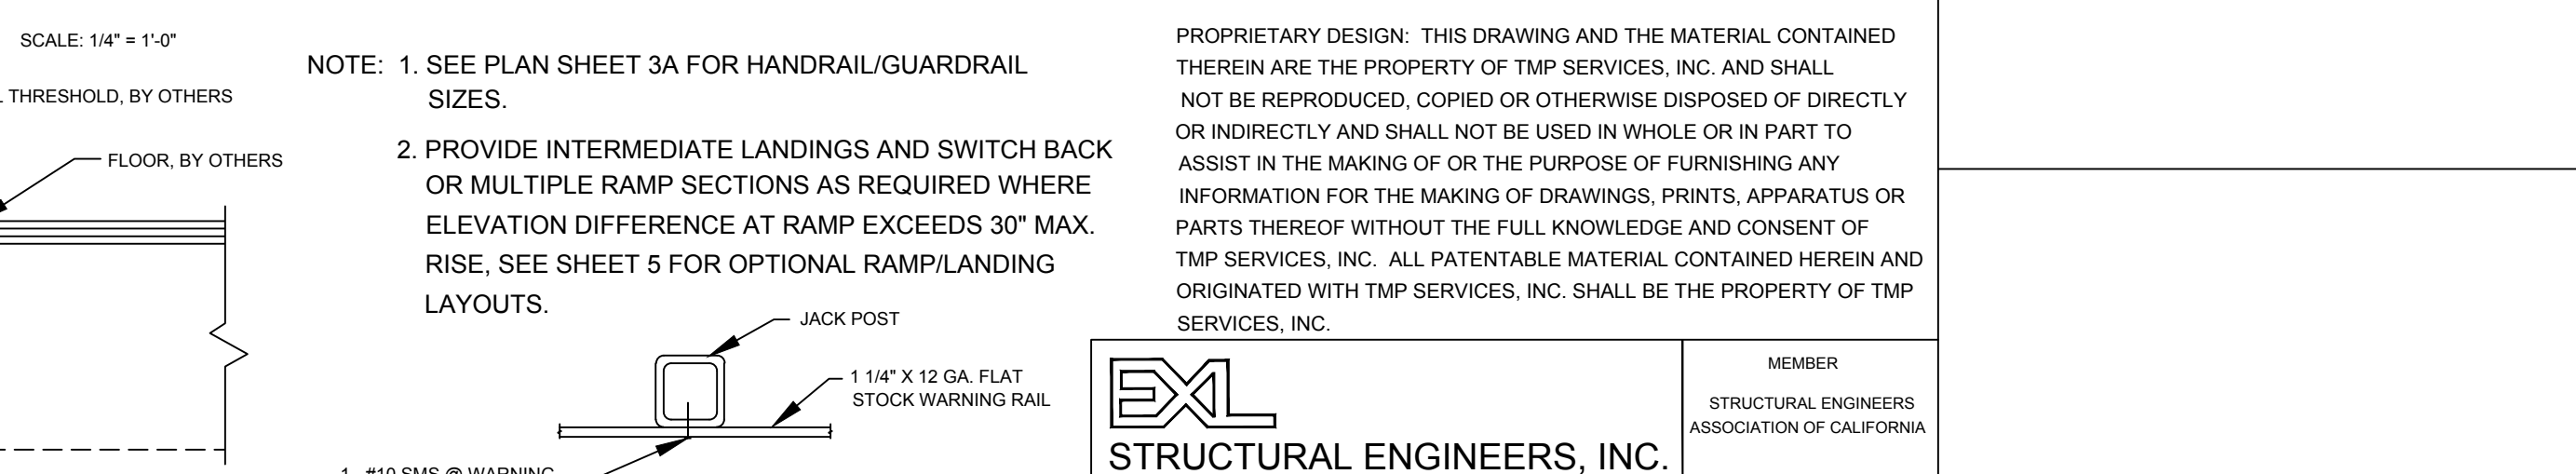 SCALE: 1/4" = 1'-0"
THRESHOLD, BY OTHERS
FLOOR, BY OTHERS
NOTE: 1. SEE PLAN SHEET 3A FOR HANDRAIL/GUARDRAIL
SIZES.
2. PROVIDE INTERMEDIATE LANDINGS AND SWITCH BACK
OR MULTIPLE RAMP SECTIONS AS REQUIRED WHERE
ELEVATION DIFFERENCE AT RAMP EXCEEDS 30" MAX.
RISE, SEE SHEET 5 FOR OPTIONAL RAMP/LANDING
LAYOUTS.
JACK POST
1 1/4" X 12 GA. FLAT
STOCK WARNING RAIL
1 - #10 SMS @ WARNING
PROPRIETARY DESIGN: THIS DRAWING AND THE MATERIAL CONTAINED
THEREIN ARE THE PROPERTY OF TMP SERVICES, INC. AND SHALL
NOT BE REPRODUCED, COPIED OR OTHERWISE DISPOSED OF DIRECTLY
OR INDIRECTLY AND SHALL NOT BE USED IN WHOLE OR IN PART TO
ASSIST IN THE MAKING OF OR THE PURPOSE OF FURNISHING ANY
INFORMATION FOR THE MAKING OF DRAWINGS, PRINTS, APPARATUS OR
PARTS THEREOF WITHOUT THE FULL KNOWLEDGE AND CONSENT OF
TMP SERVICES, INC. ALL PATENTABLE MATERIAL CONTAINED HEREIN AND
ORIGINATED WITH TMP SERVICES, INC. SHALL BE THE PROPERTY OF TMP
SERVICES, INC.
EXL
STRUCTURAL ENGINEERS, INC.
MEMBER
STRUCTURAL ENGINEERS
ASSOCIATION OF CALIFORNIA